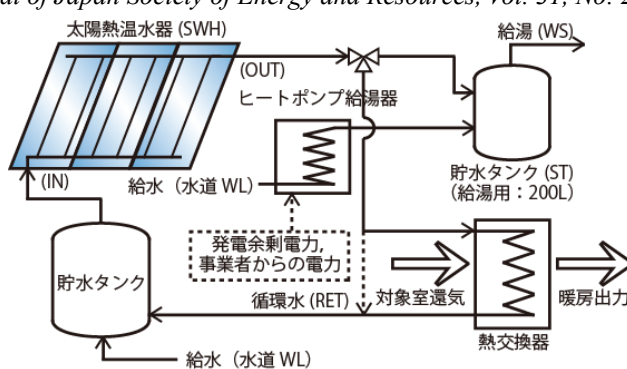 al of Japan Society of Energy and Resources, Vol. 31, No. 2
太陽熱温水器 (SWH)
給湯 (WS)
(OUT)
ヒートポンプ給湯器
(IN)
給水（水道 WL）
貯水タンク (ST)
（給湯用：200L）
発電余剰電力,
事業者からの電力
貯水タンク
対象室還気
暖房出力
循環水 (RET)
熱交換器
給水（水道 WL）